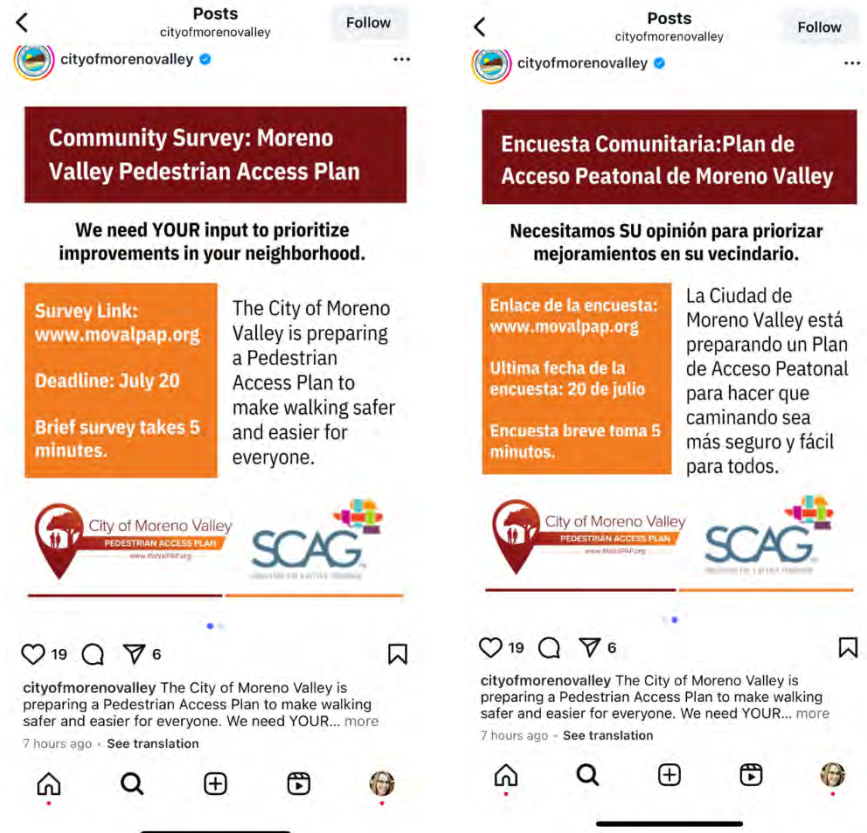 Posts
cityofmorenovalley
Follow
cityofmorenovalley
Community Survey: Moreno
Valley Pedestrian Access Plan
We need YOUR input to prioritize
improvements in your neighborhood.
Survey Link:
www.movalpap.org
Deadline: July 20
Brief survey takes 5
minutes.
The City of Moreno
Valley is preparing
a Pedestrian
Access Plan to
make walking safer
and easier for
everyone.
City of Moreno Valley
PEDESTRIAN ACCESS PLAN
www.MoValPAP.org
SCAG
19
6
cityofmorenovalley The City of Moreno Valley is
preparing a Pedestrian Access Plan to make walking
safer and easier for everyone. We need YOUR... more
7 hours ago · See translation
Posts
cityofmorenovalley
Follow
cityofmorenovalley
Encuesta Comunitaria:Plan de
Acceso Peatonal de Moreno Valley
Necesitamos SU opinión para priorizar
mejoramientos en su vecindario.
Enlace de la encuesta:
www.movalpap.org
Ultima fecha de la
encuesta: 20 de julio
Encuesta breve toma 5
minutos.
La Ciudad de
Moreno Valley está
preparando un Plan
de Acceso Peatonal
para hacer que
caminando sea
más seguro y fácil
para todos.
City of Moreno Valley
PEDESTRIAN ACCESS PLAN
www.MoValPAP.org
SCAG
19
6
cityofmorenovalley The City of Moreno Valley is
preparing a Pedestrian Access Plan to make walking
safer and easier for everyone. We need YOUR... more
7 hours ago · See translation